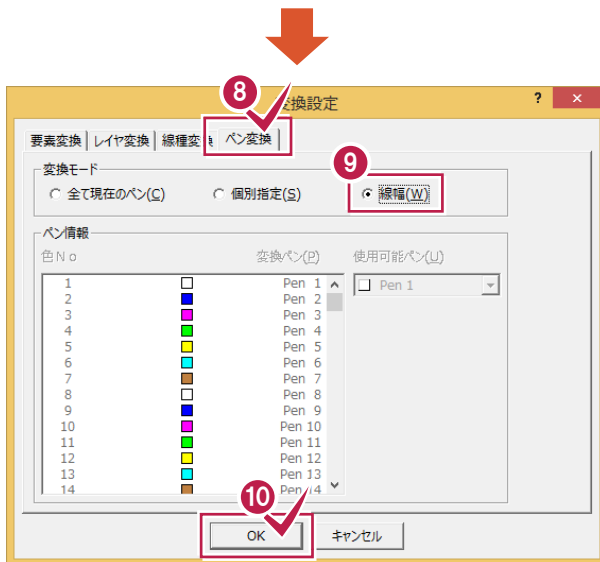 8
変換設定
? ×
要素変換 レイヤ変換 線種変 ペン変換
9
変換モード
全て現在のペン(C) 個別指定(S) 線幅(W)
ペン情報
色No 変換ペン(P) 使用可能ペン(U)
1 Pen 1 Pen 1
2 Pen 2
3 Pen 3
4 Pen 4
5 Pen 5
6 Pen 6
7 Pen 7
8 Pen 8
9 Pen 9
10 Pen 10
11 Pen 11
12 Pen 12
13 Pen 13
14 Pen 14
10
OK キャンセル